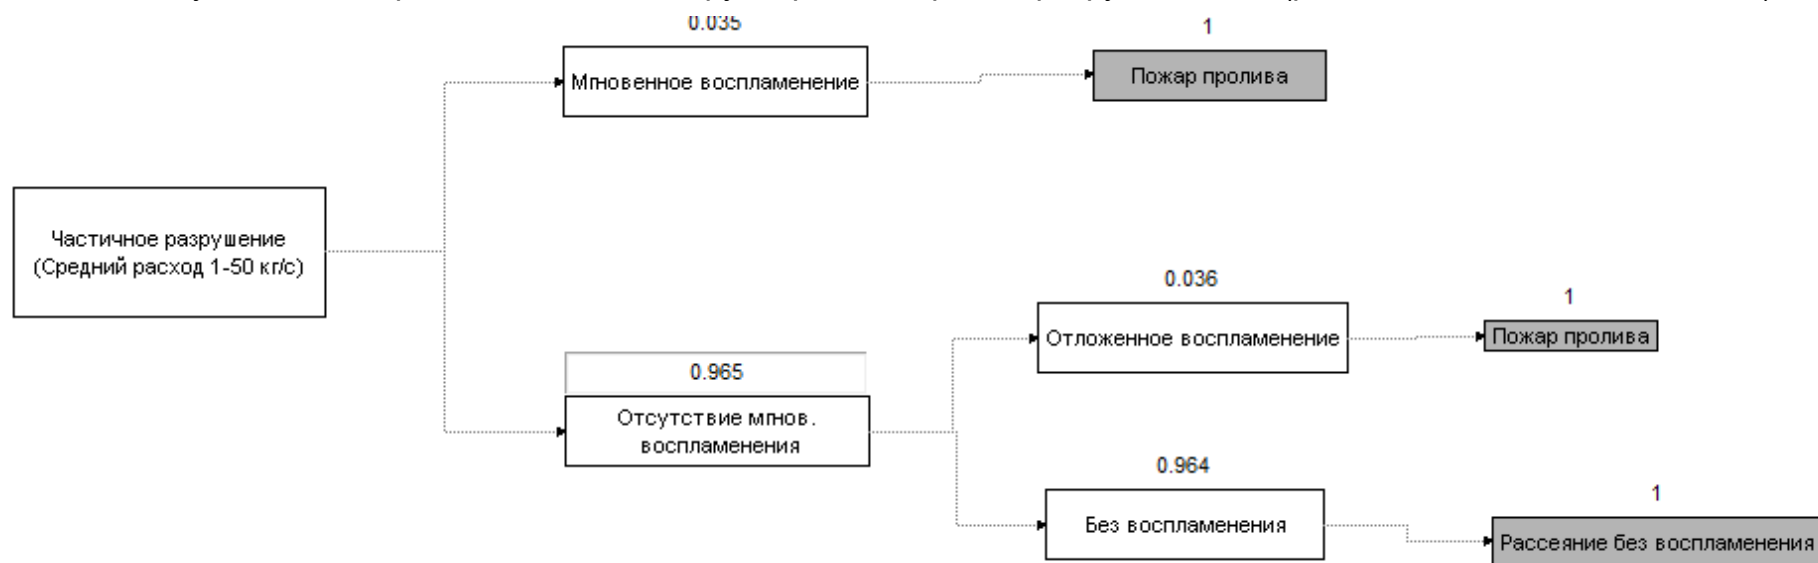 0.035
1
Мгновенное воспламенение
Пожар пролива
Частичное разрушение
(Средний расход 1-50 кг/с)
0.036
1
Отложенное воспламенение
Пожар пролива
0.965
Отсутствие мгнов.
воспламенения
0.964
1
Без воспламенения
Рассеяние без воспламенения